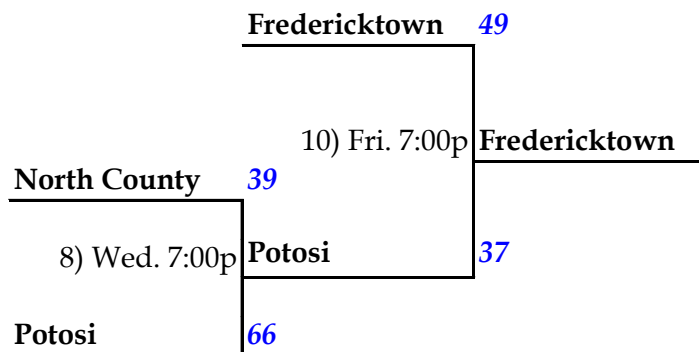 Fredericktown 49
10) Fri. 7:00p Fredericktown
North County 39
8) Wed. 7:00p Potosi 37
Potosi 66